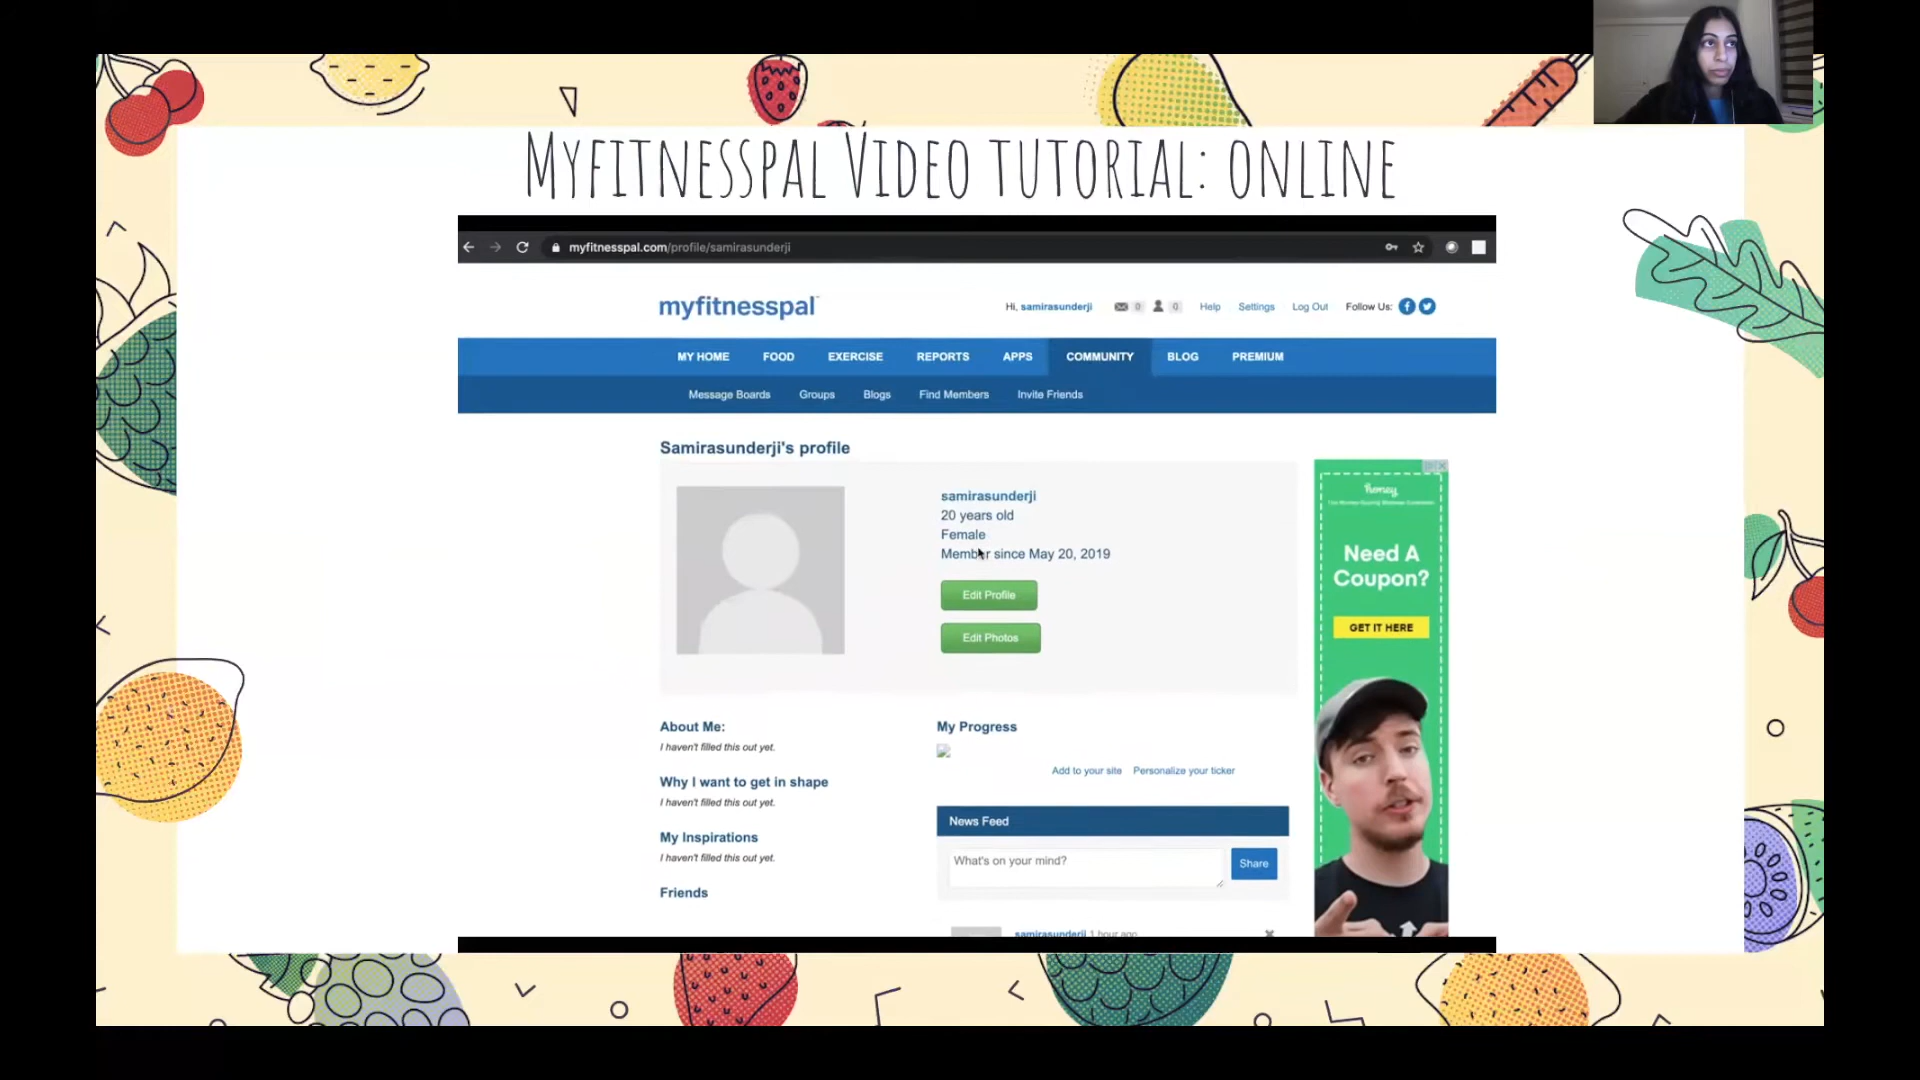 MYFITNESSPAL VIDEO TUTORIAL: ONLINE
myfitnesspal.com/profile/samirasunderji
myfitnesspal
Hi, samirasunderji 0 0 Help Settings Log Out Follow Us:
MY HOME FOOD EXERCISE REPORTS APPS COMMUNITY BLOG PREMIUM
Message Boards Groups Blogs Find Members Invite Friends
Samirasunderji's profile
samirasunderji
20 years old
Female
Member since May 20, 2019
Edit Profile
Edit Photos
About Me:
I haven't filled this out yet.
Why I want to get in shape
I haven't filled this out yet.
My Inspirations
I haven't filled this out yet.
Friends
My Progress
Add to your site Personalize your ticker
News Feed
What's on your mind?
Share
samirasunderji 1 hour ago
honey
Need A
Coupon?
GET IT HERE